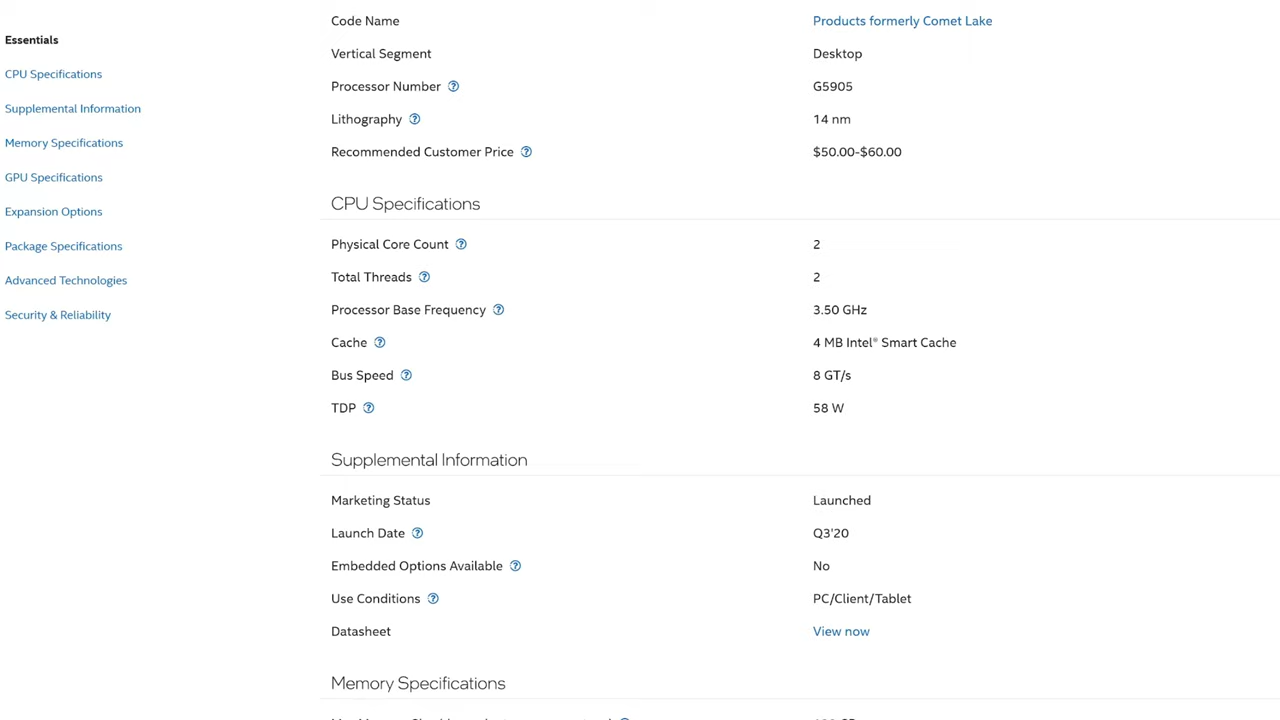 Essentials
CPU Specifications
Supplemental Information
Memory Specifications
GPU Specifications
Expansion Options
Package Specifications
Advanced Technologies
Security & Reliability
Code Name Products formerly Comet Lake
Vertical Segment Desktop
Processor Number G5905
Lithography 14 nm
Recommended Customer Price $50.00-$60.00
CPU Specifications
Physical Core Count 2
Total Threads 2
Processor Base Frequency 3.50 GHz
Cache 4 MB Intel® Smart Cache
Bus Speed 8 GT/s
TDP 58 W
Supplemental Information
Marketing Status Launched
Launch Date Q3'20
Embedded Options Available No
Use Conditions PC/Client/Tablet
Datasheet View now
Memory Specifications